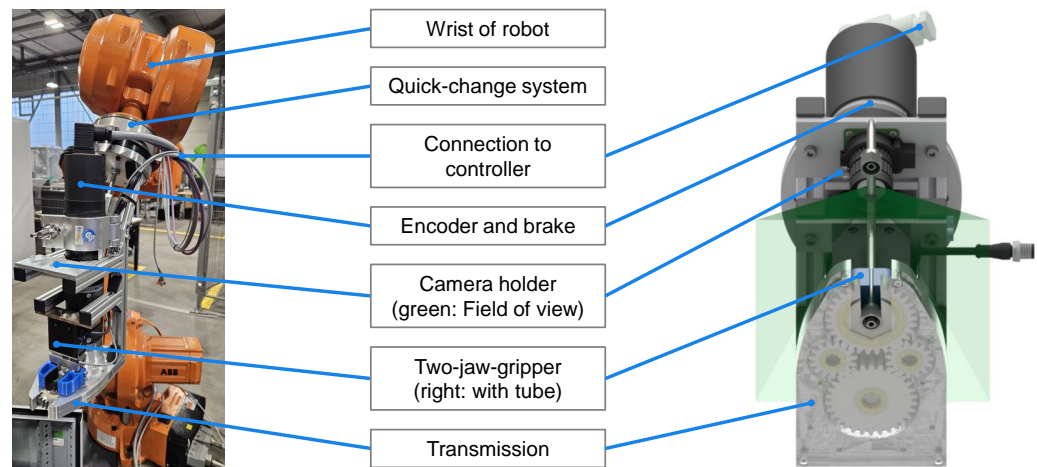 Wrist of robot
Quick-change system
Connection to
controller
Encoder and brake
Camera holder
(green: Field of view)
Two-jaw-gripper
(right: with tube)
Transmission
ABB